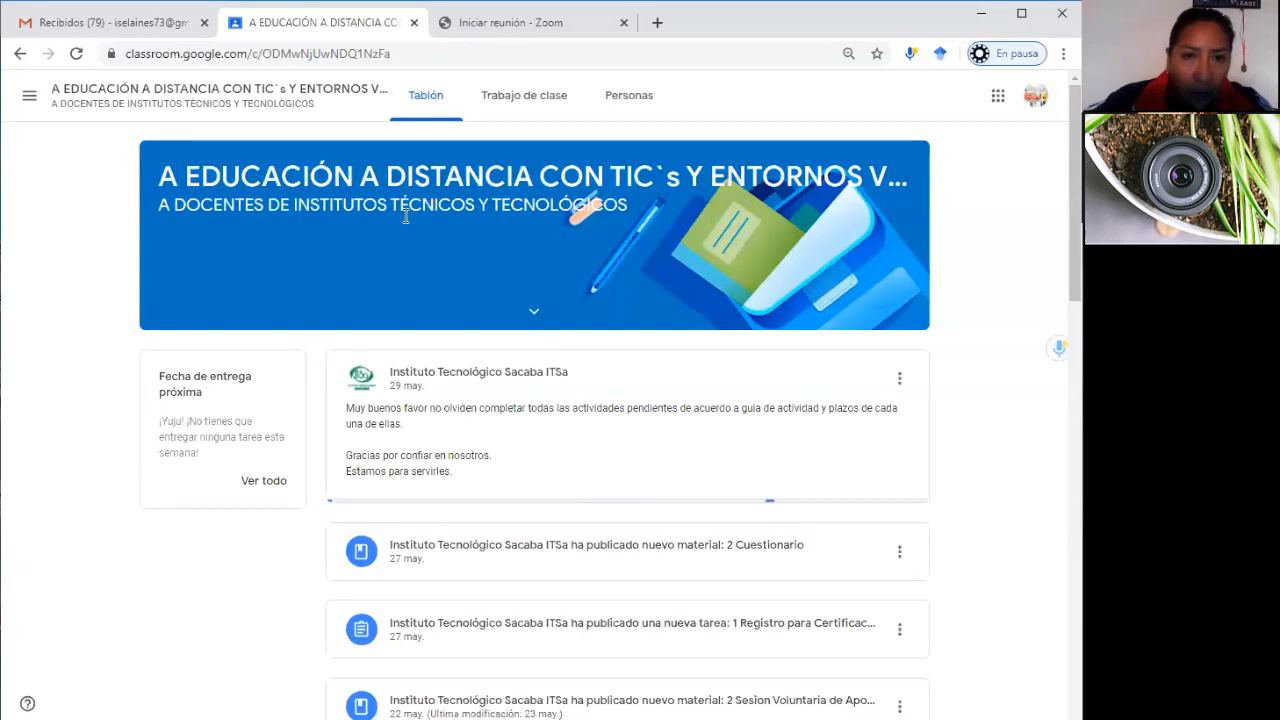 Recibidos (79) - iselaines73@gm
A EDUCACIÓN A DISTANCIA CO
Iniciar reunión - Zoom
classroom.google.com/c/ODMwNjUwNDQ1NzFa
En pausa
A EDUCACIÓN A DISTANCIA CON TIC`s Y ENTORNOS V...
A DOCENTES DE INSTITUTOS TÉCNICOS Y TECNOLÓGICOS
Tablón
Trabajo de clase
Personas
A EDUCACIÓN A DISTANCIA CON TIC`s Y ENTORNOS V...
A DOCENTES DE INSTITUTOS TÉCNICOS Y TECNOLÓGICOS
Fecha de entrega
próxima
¡Yuju! ¡No tienes que
entregar ninguna tarea esta
semana!
Ver todo
Instituto Tecnológico Sacaba ITSa
29 may.
Muy buenos favor no olviden completar todas las actividades pendientes de acuerdo a guia de actividad y plazos de cada
una de ellas.
Gracias por confiar en nosotros.
Estamos para servirles.
Instituto Tecnológico Sacaba ITSa ha publicado nuevo material: 2 Cuestionario
27 may.
Instituto Tecnológico Sacaba ITSa ha publicado una nueva tarea: 1 Registro para Certificac...
27 may.
Instituto Tecnológico Sacaba ITSa ha publicado nuevo material: 2 Sesion Voluntaria de Apo...
22 may. (Última modificación: 23 may.)